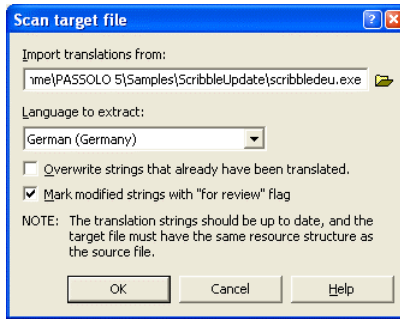 Scan target file
Import translations from:
ıme\PASSOLO 5\Samples\ScribbleUpdate\scribbledeu.exe
Language to extract:
German (Germany)
Overwrite strings that already have been translated.
Mark modified strings with "for review" flag
NOTE: The translation strings should be up to date, and the
target file must have the same resource structure as
the source file.
OK Cancel Help